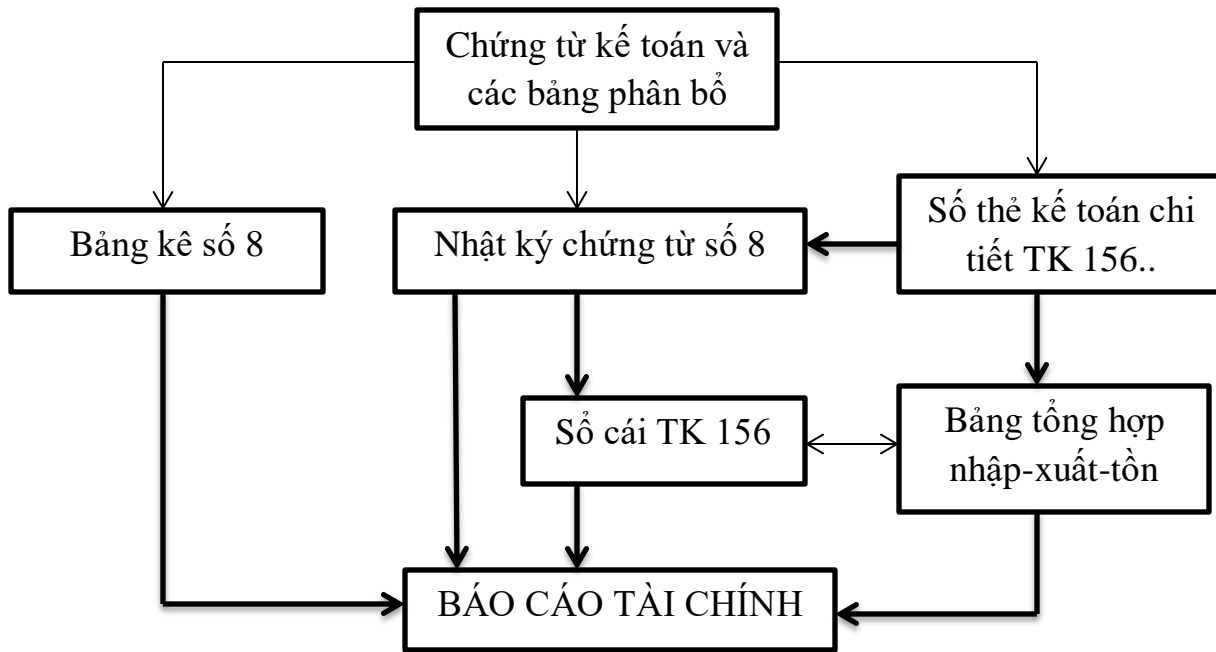 Chứng từ kế toán và
các bảng phân bổ
Bảng kê số 8
Nhật ký chứng từ số 8
Số thẻ kế toán chi
tiết TK 156..
Sổ cái TK 156
Bảng tổng hợp
nhập-xuất-tồn
BÁO CÁO TÀI CHÍNH